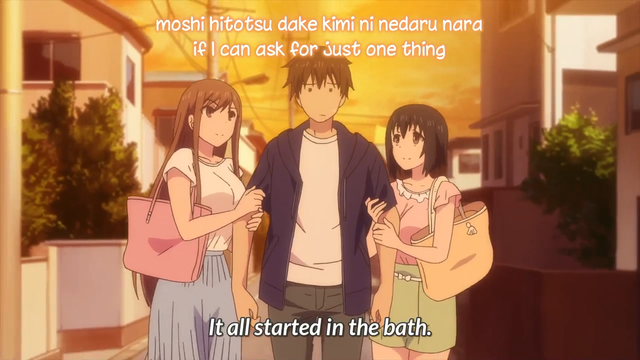 moshi hitotsu dake kimi ni nedaru nara
if I can ask for just one thing
It all started in the bath.